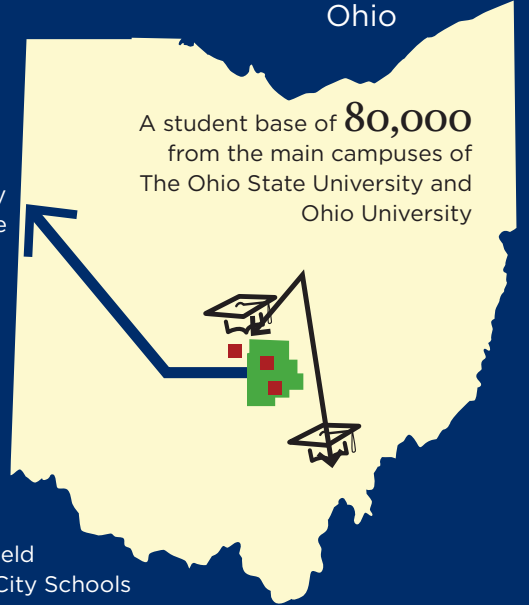 Ohio
A student base of 80,000
from the main campuses of
The Ohio State University and
Ohio University
City Schools